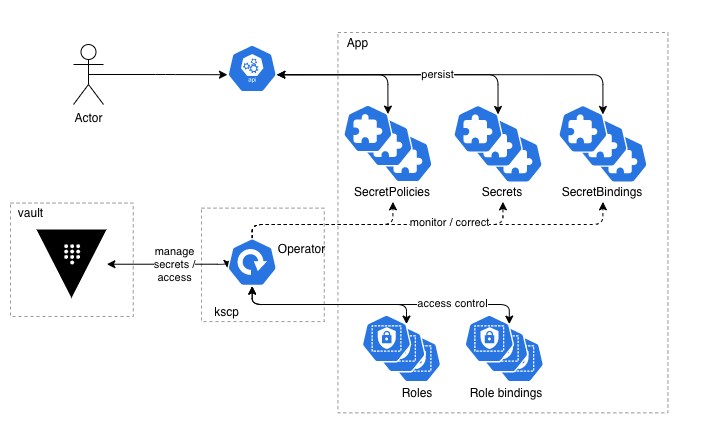 App
api
persist
Actor
SecretPolicies
Secrets
SecretBindings
vault
monitor / correct
Operator
manage
secrets /
access
kscp
access control
Roles
Role bindings